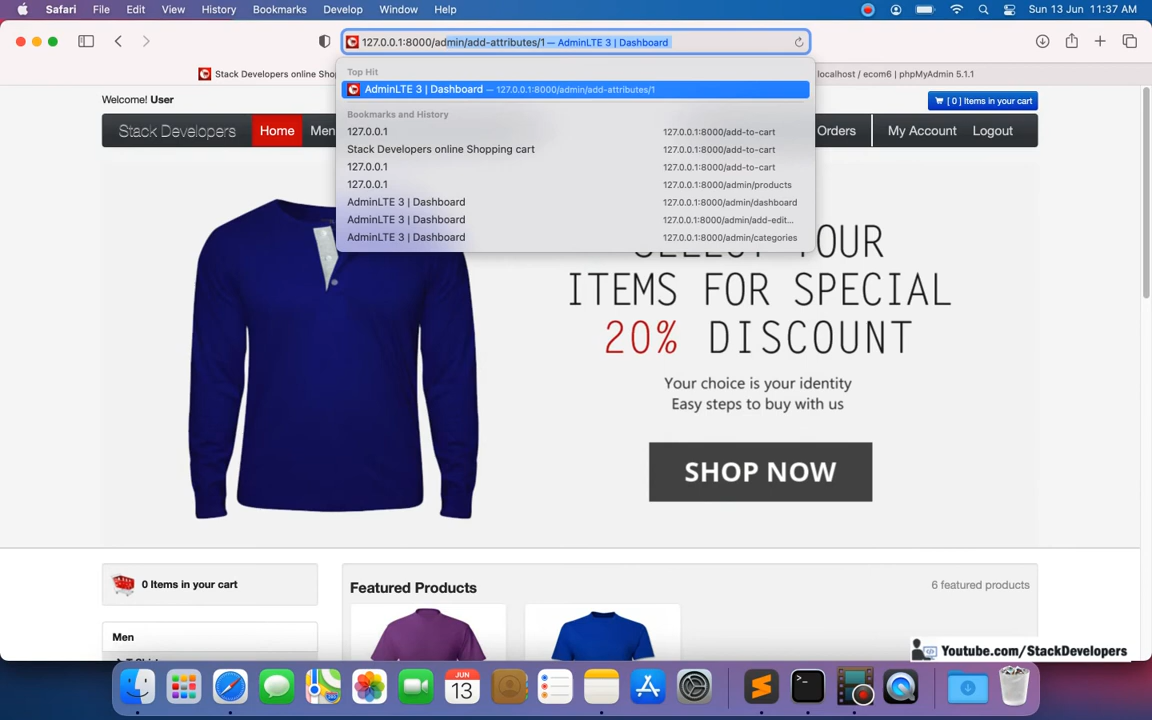 Safari File Edit View History Bookmarks Develop Window Help Sun 13 Jun 11:37 AM
127.0.0.1:8000/admin/add-attributes/1 — AdminLTE 3 | Dashboard
Stack Developers online Shop
localhost / ecom6 | phpMyAdmin 5.1.1
Top Hit
AdminLTE 3 | Dashboard — 127.0.0.1:8000/admin/add-attributes/1
Bookmarks and History
127.0.0.1 127.0.0.1:8000/add-to-cart
Stack Developers online Shopping cart 127.0.0.1:8000/add-to-cart
127.0.0.1 127.0.0.1:8000/add-to-cart
127.0.0.1 127.0.0.1:8000/admin/products
AdminLTE 3 | Dashboard 127.0.0.1:8000/admin/dashboard
AdminLTE 3 | Dashboard 127.0.0.1:8000/admin/add-edit...
AdminLTE 3 | Dashboard 127.0.0.1:8000/admin/categories
Welcome! User
[ 0 ] Items in your cart
Stack Developers Home Men Orders My Account Logout
SELECT YOUR
ITEMS FOR SPECIAL
20% DISCOUNT
Your choice is your identity
Easy steps to buy with us
SHOP NOW
0 Items in your cart
Featured Products
6 featured products
Men
Youtube.com/StackDevelopers
JUN
13